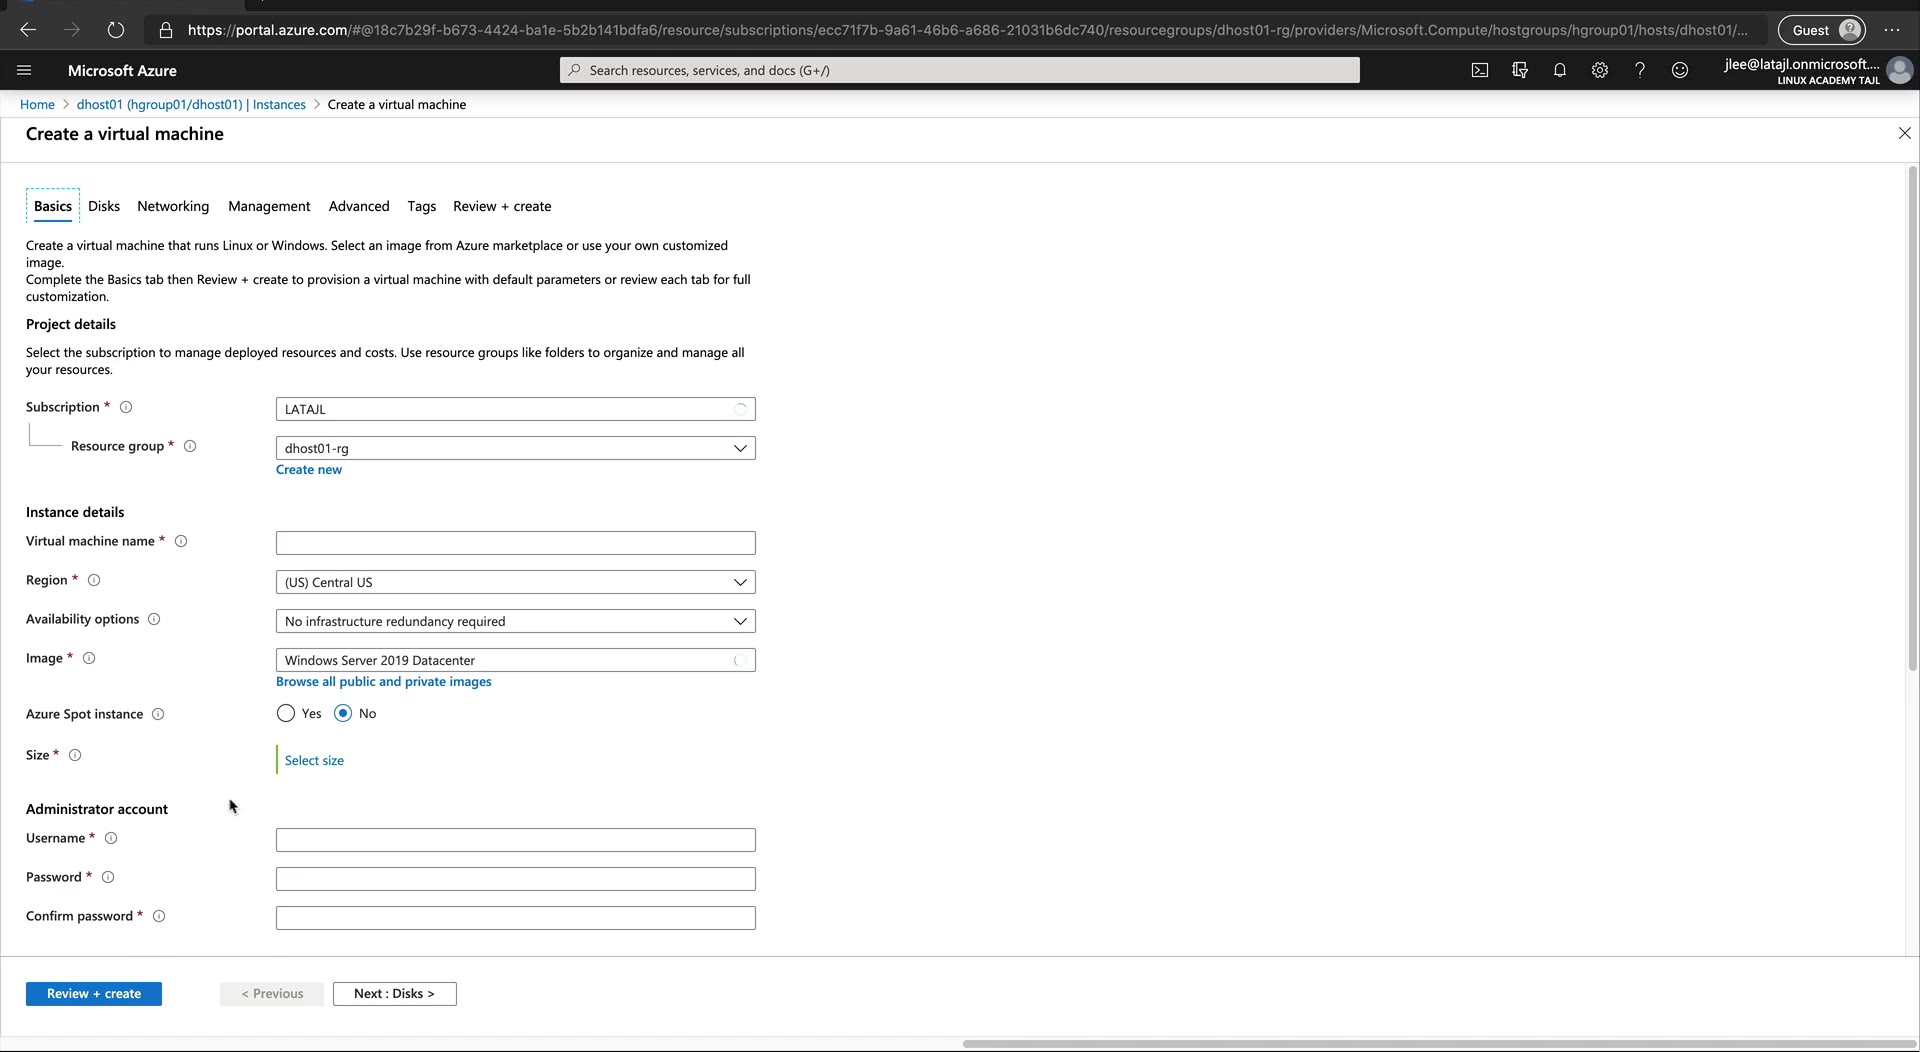 https://portal.azure.com/#@18c7b29f-b673-4424-ba1e-5b2b141bdfa6/resource/subscriptions/ecc71f7b-9a61-46b6-a686-21031b6dc740/resourcegroups/dhost01-rg/providers/Microsoft.Compute/hostgroups/hgroup01/hosts/dhost01/...
Guest
Microsoft Azure
Search resources, services, and docs (G+/)
jlee@latajl.onmicrosoft....
LINUX ACADEMY TAJL
Home > dhost01 (hgroup01/dhost01) | Instances > Create a virtual machine
Create a virtual machine
Basics Disks Networking Management Advanced Tags Review + create
Create a virtual machine that runs Linux or Windows. Select an image from Azure marketplace or use your own customized
image.
Complete the Basics tab then Review + create to provision a virtual machine with default parameters or review each tab for full
customization.
Project details
Select the subscription to manage deployed resources and costs. Use resource groups like folders to organize and manage all
your resources.
Subscription * LATAJL
Resource group * dhost01-rg
Create new
Instance details
Virtual machine name *
Region * (US) Central US
Availability options No infrastructure redundancy required
Image * Windows Server 2019 Datacenter
Browse all public and private images
Azure Spot instance Yes No
Size * Select size
Administrator account
Username *
Password *
Confirm password *
Review + create < Previous Next : Disks >